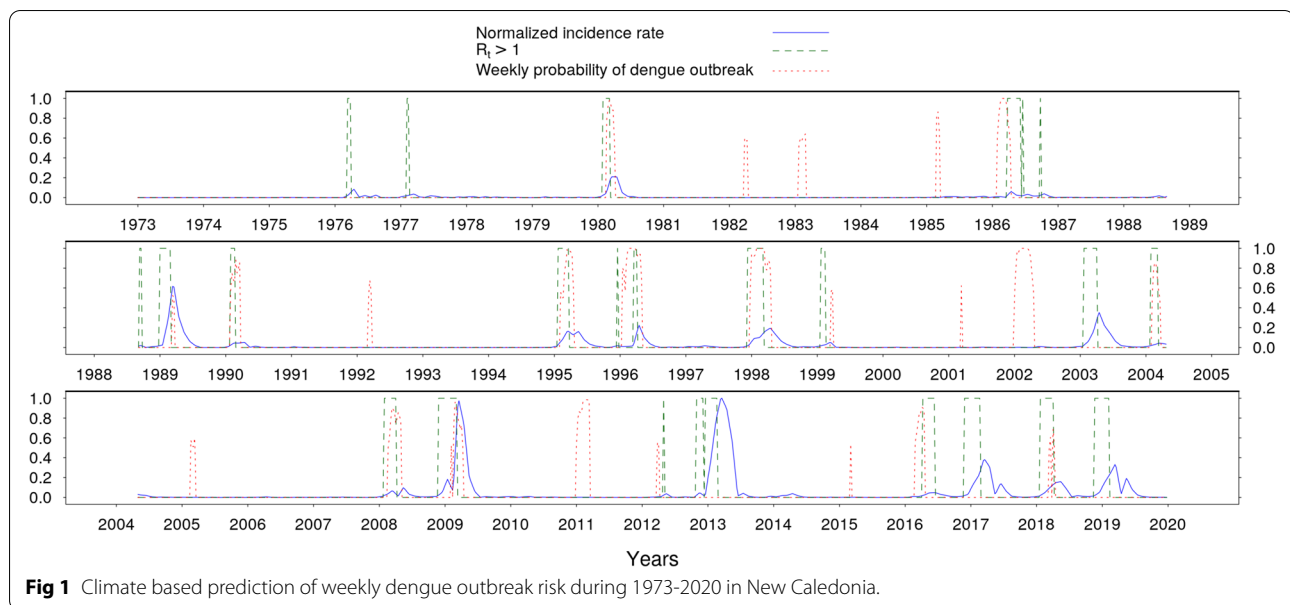 Normalized incidence rate
Rt > 1
Weekly probability of dengue outbreak
1.0
0.8
0.6
0.4
0.2
0.0
1973 1974 1975 1976 1977 1978 1979 1980 1981 1982 1983 1984 1985 1986 1987 1988 1989
1.0
0.8
0.6
0.4
0.2
0.0
1988 1989 1990 1991 1992 1993 1994 1995 1996 1997 1998 1999 2000 2001 2002 2003 2004 2005
1.0
0.8
0.6
0.4
0.2
0.0
2004 2005 2006 2007 2008 2009 2010 2011 2012 2013 2014 2015 2016 2017 2018 2019 2020
Years
Fig 1 Climate based prediction of weekly dengue outbreak risk during 1973-2020 in New Caledonia.